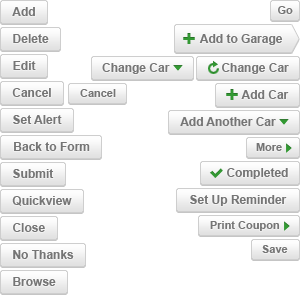 Add
Go
Delete
Add to Garage
Edit
Change Car
Change Car
Cancel
Cancel
Add Car
Set Alert
Add Another Car
Back to Form
More
Submit
Completed
Quickview
Set Up Reminder
Close
Print Coupon
No Thanks
Save
Browse